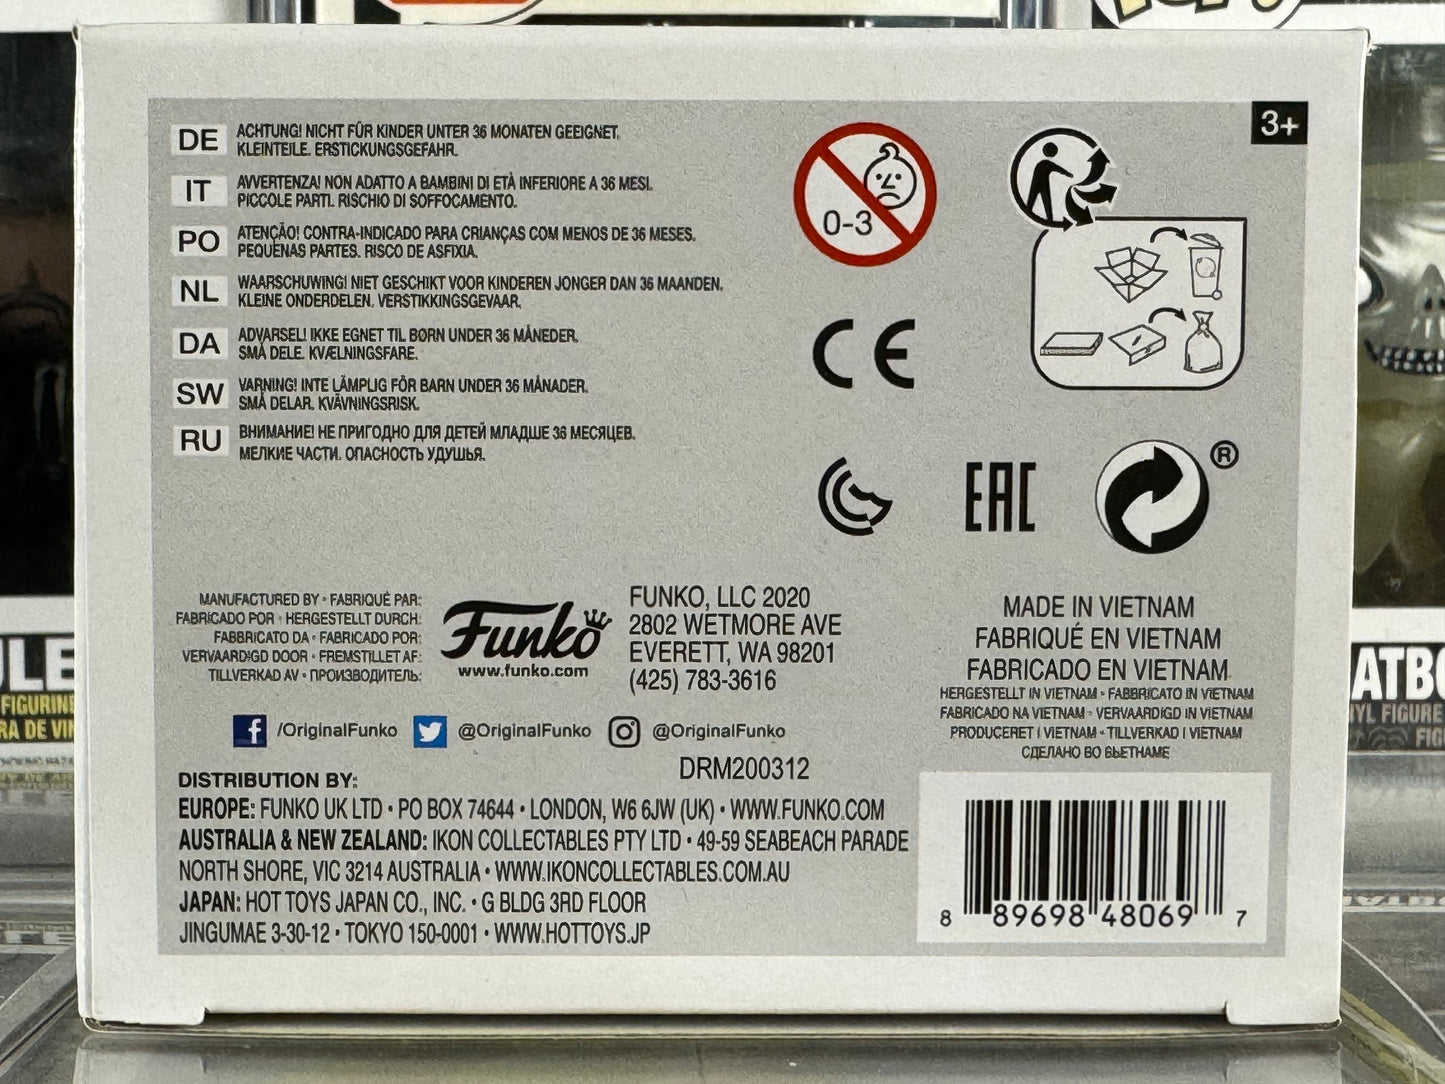 3+
DE ACHTUNG! NICHT FÜR KINDER UNTER 36 MONATEN GEEIGNET.
KLEINTEILE. ERSTICKUNGSGEFAHR.
IT AVVERTENZA! NON ADATTO A BAMBINI DI ETÀ INFERIORE A 36 MESI.
PICCOLE PARTI. RISCHIO DI SOFFOCAMENTO.
PO ATENÇÃO! CONTRA-INDICADO PARA CRIANÇAS COM MENOS DE 36 MESES.
PEQUENAS PARTES. RISCO DE ASFIXIA.
NL WAARSCHUWING! NIET GESCHIKT VOOR KINDEREN JONGER DAN 36 MAANDEN.
KLEINE ONDERDELEN. VERSTIKKINGSGEVAAR.
DA ADVARSEL! IKKE EGNET TIL BØRN UNDER 36 MÅNEDER.
SMÅ DELE. KVÆLNINGSFARE.
SW VARNING! INTE LÄMPLIG FÖR BARN UNDER 36 MÅNADER.
SMÅ DELAR. KVÄVNINGSRISK.
RU ВНИМАНИЕ! НЕ ПРИГОДНО ДЛЯ ДЕТЕЙ МЛАДШЕ 36 МЕСЯЦЕВ.
МЕЛКИЕ ЧАСТИ. ОПАСНОСТЬ УДУШЬЯ.
0-3
CE
EAC
®
MANUFACTURED BY • FABRIQUÉ PAR:
FABRICADO POR • HERGESTELLT DURCH:
FABBRICATO DA • FABRICADO POR:
VERVAARDIGD DOOR • FREMSTILLET AF:
TILLVERKAD AV • ПРОИЗВОДИТЕЛЬ:
Funko
www.funko.com
FUNKO, LLC 2020
2802 WETMORE AVE
EVERETT, WA 98201
(425) 783-3616
MADE IN VIETNAM
FABRIQUÉ EN VIETNAM
FABRICADO EN VIETNAM
HERGESTELLT IN VIETNAM • FABBRICATO IN VIETNAM
FABRICADO NA VIETNAM • VERVAARDIGD IN VIETNAM
PRODUCERET I VIETNAM • TILLVERKAD I VIETNAM
СДЕЛАНО ВО ВЬЕТНАМЕ
/OriginalFunko @OriginalFunko @OriginalFunko
DRM200312
DISTRIBUTION BY:
EUROPE: FUNKO UK LTD • PO BOX 74644 • LONDON, W6 6JW (UK) • WWW.FUNKO.COM
AUSTRALIA & NEW ZEALAND: IKON COLLECTABLES PTY LTD • 49-59 SEABEACH PARADE
NORTH SHORE, VIC 3214 AUSTRALIA • WWW.IKONCOLLECTABLES.COM.AU
JAPAN: HOT TOYS JAPAN CO., INC. • G BLDG 3RD FLOOR
JINGUMAE 3-30-12 • TOKYO 150-0001 • WWW.HOTTOYS.JP
8 89698 48069 7